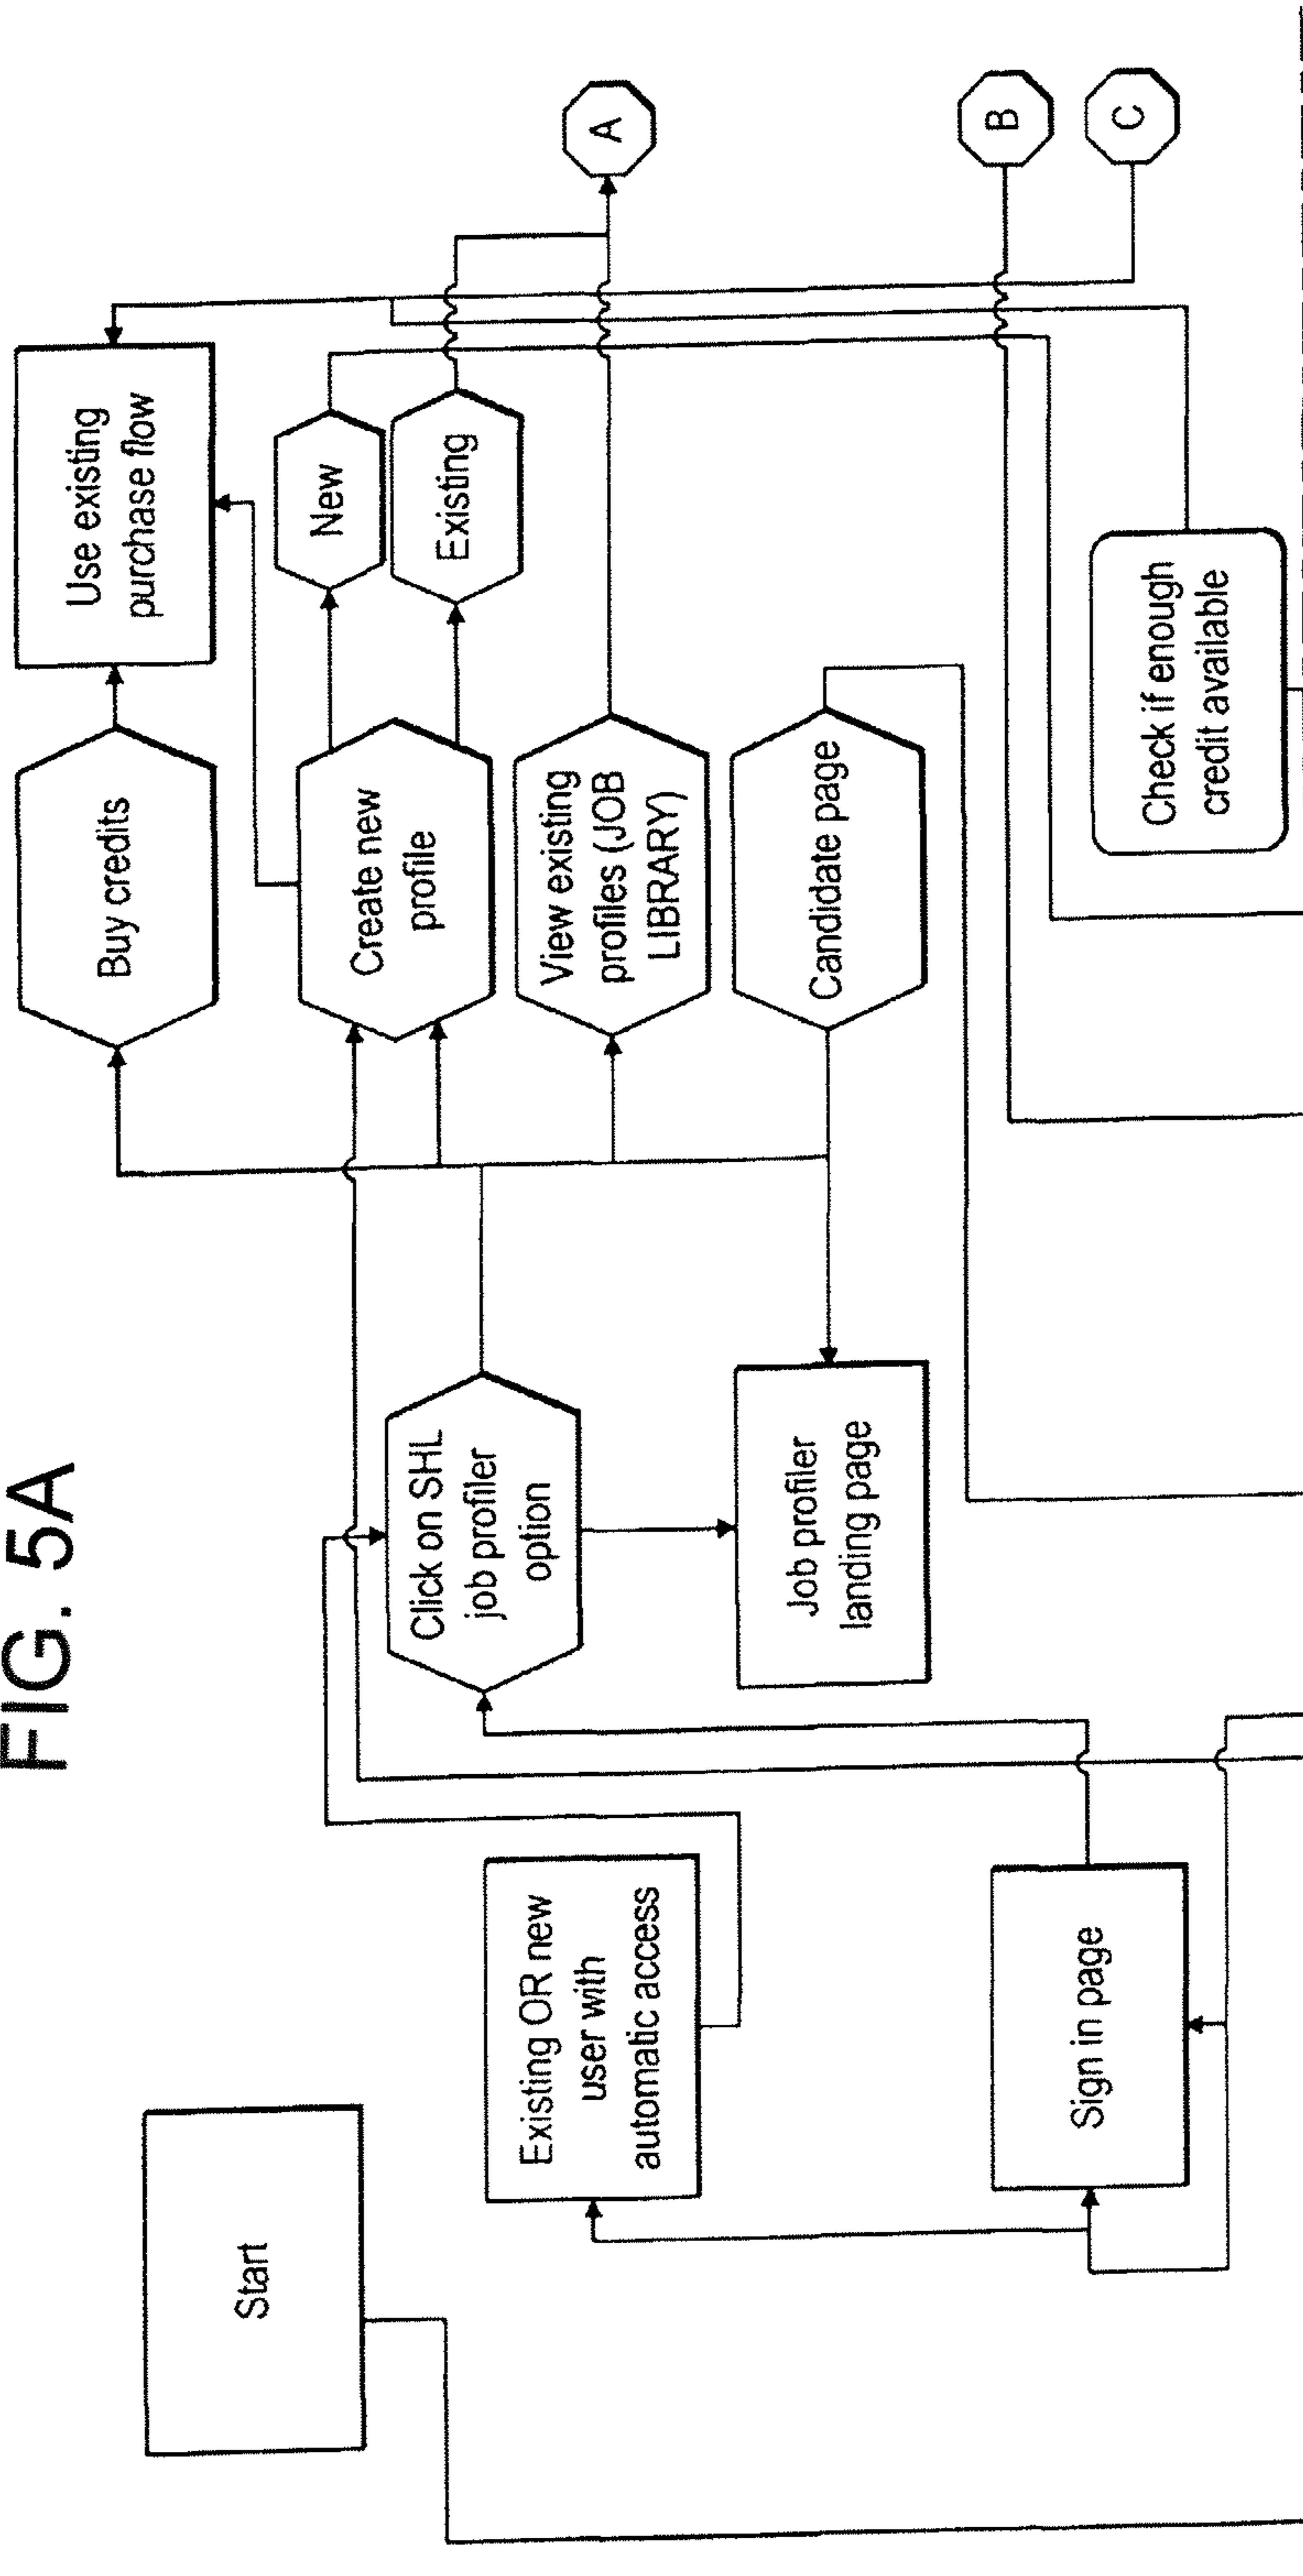 FIG. 5A
Start
Existing OR new
user with
automatic access
Sign in page
Click on SHL
job profiler
option
Job profiler
landing page
Buy credits
Create new
profile
View existing
profiles (JOB
LIBRARY)
Candidate page
Use existing
purchase flow
New
Existing
Check if enough
credit available
A
B
C